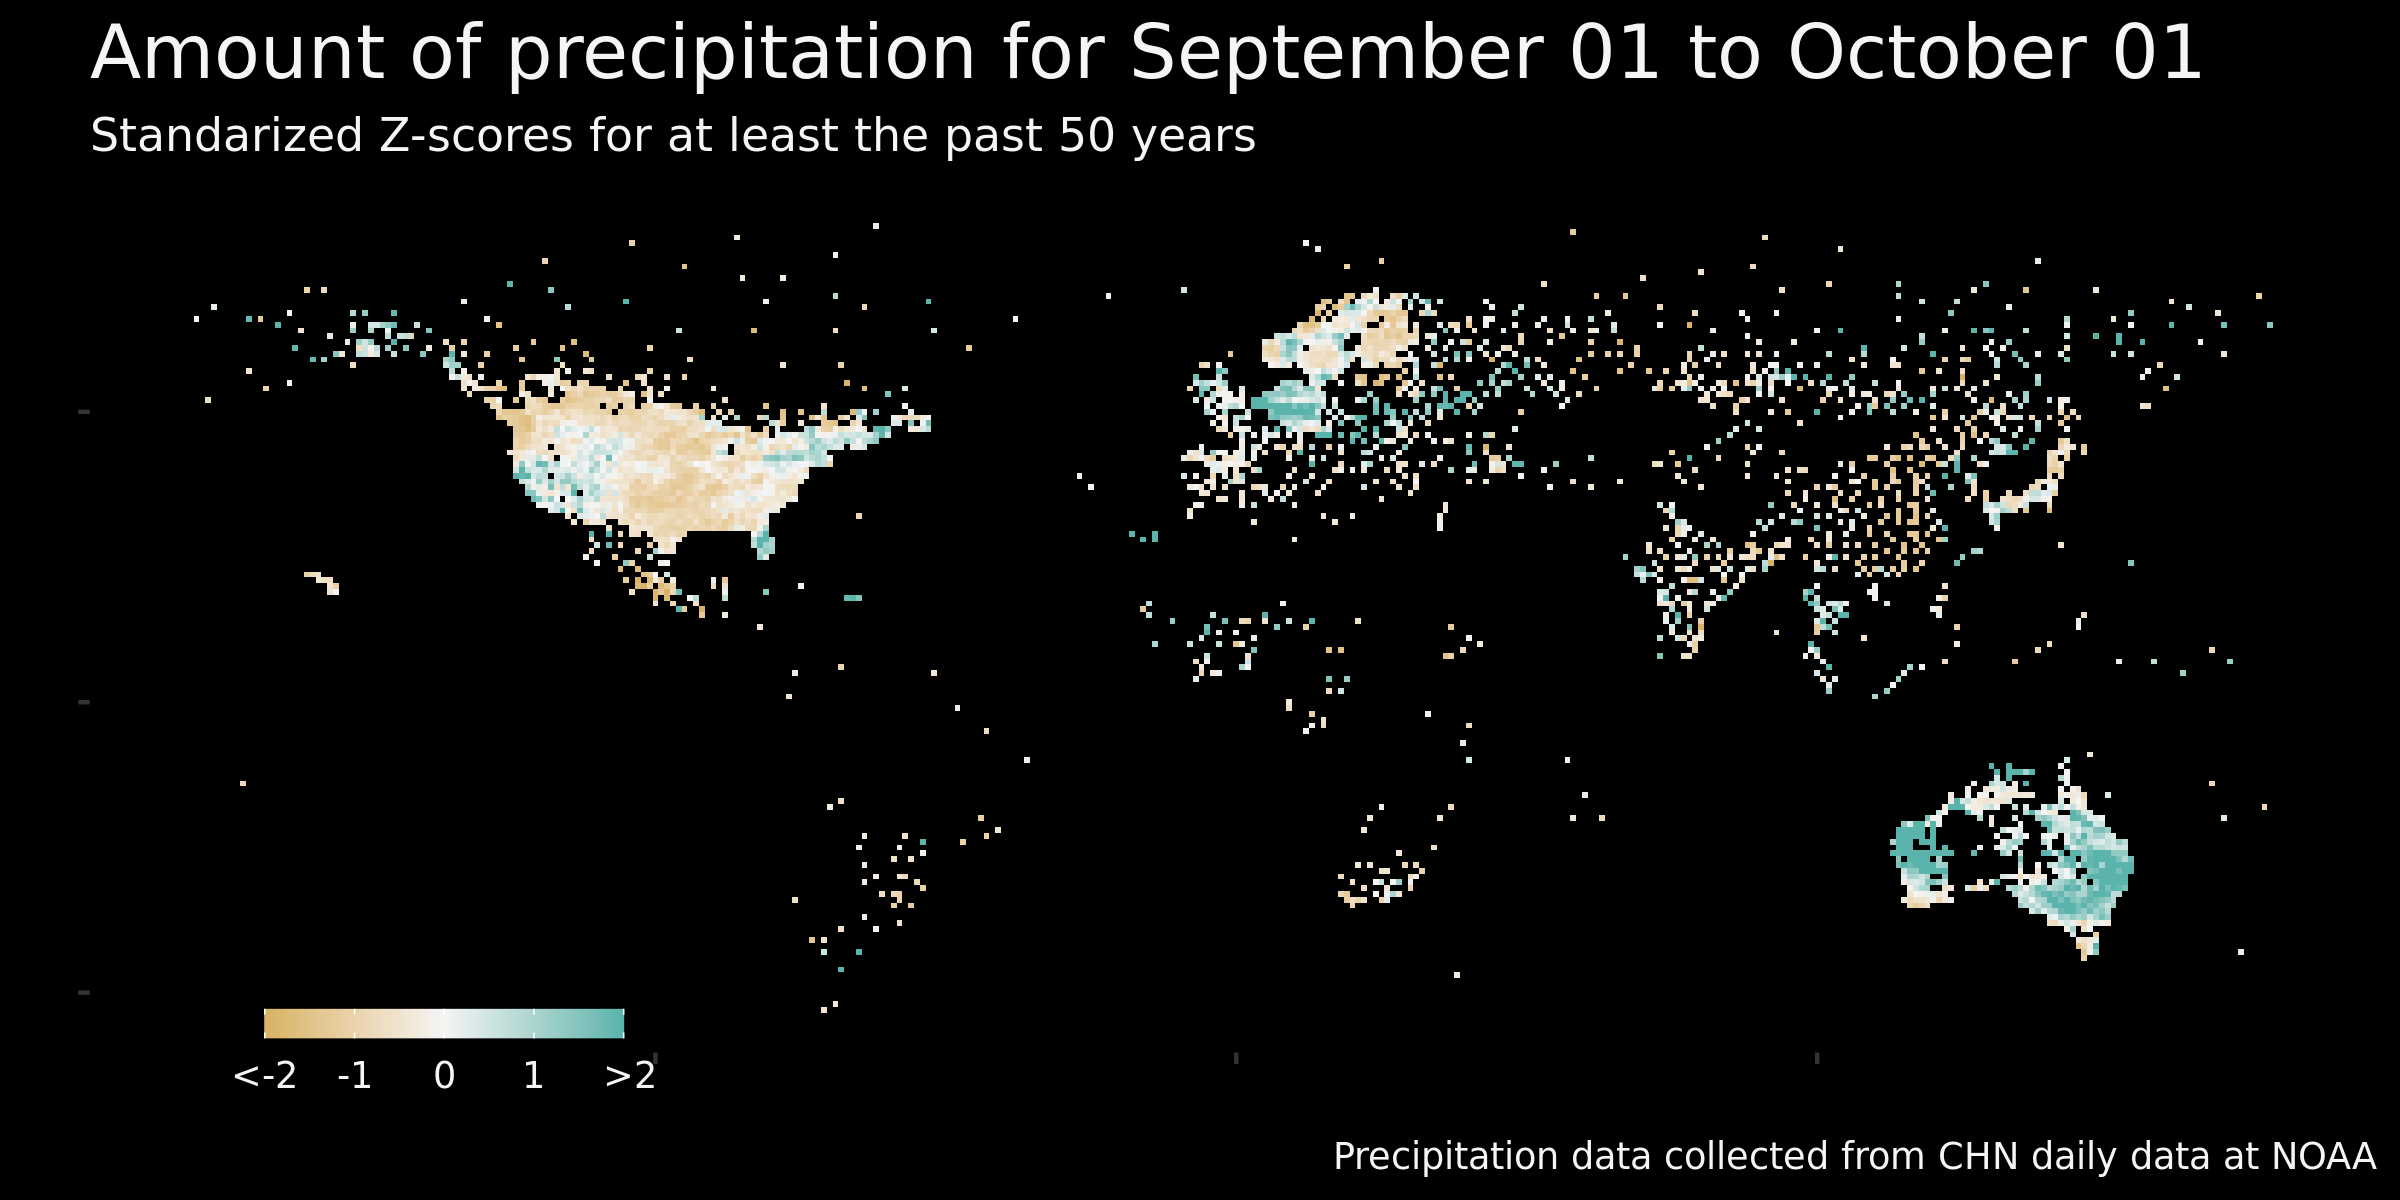 Amount of precipitation for September 01 to October 01
Standarized Z-scores for at least the past 50 years
<-2 -1 0 1 >2
Precipitation data collected from CHN daily data at NOAA